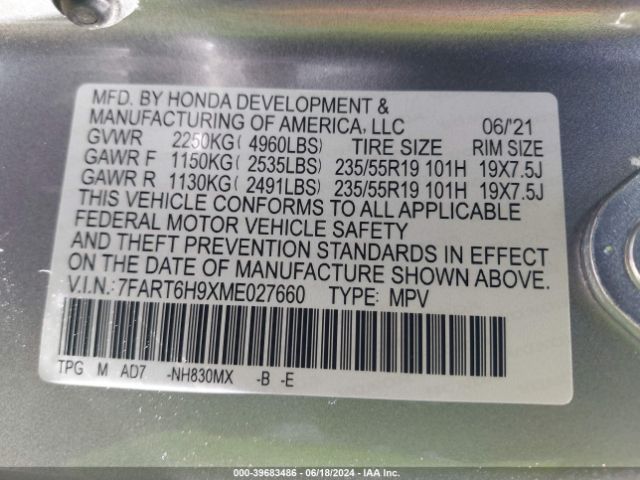 MFD. BY HONDA DEVELOPMENT &
MANUFACTURING OF AMERICA, LLC 06/'21
GVWR 2250KG( 4960LBS) TIRE SIZE RIM SIZE
GAWR F 1150KG( 2535LBS) 235/55R19 101H 19X7.5J
GAWR R 1130KG( 2491LBS) 235/55R19 101H 19X7.5J
THIS VEHICLE CONFORMS TO ALL APPLICABLE
FEDERAL MOTOR VEHICLE SAFETY
AND THEFT PREVENTION STANDARDS IN EFFECT
ON THE DATE OF MANUFACTURE SHOWN ABOVE.
V.I.N.: 7FART6H9XME027660 TYPE: MPV
TPG M AD7 -NH830MX -B -E
000-39683486 - 06/18/2024 - IAA Inc.